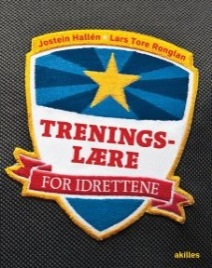 Jostein Hallén • Lars Tore Ronglan
TRENINGS-
LÆRE
FOR IDRETTENE
akilles